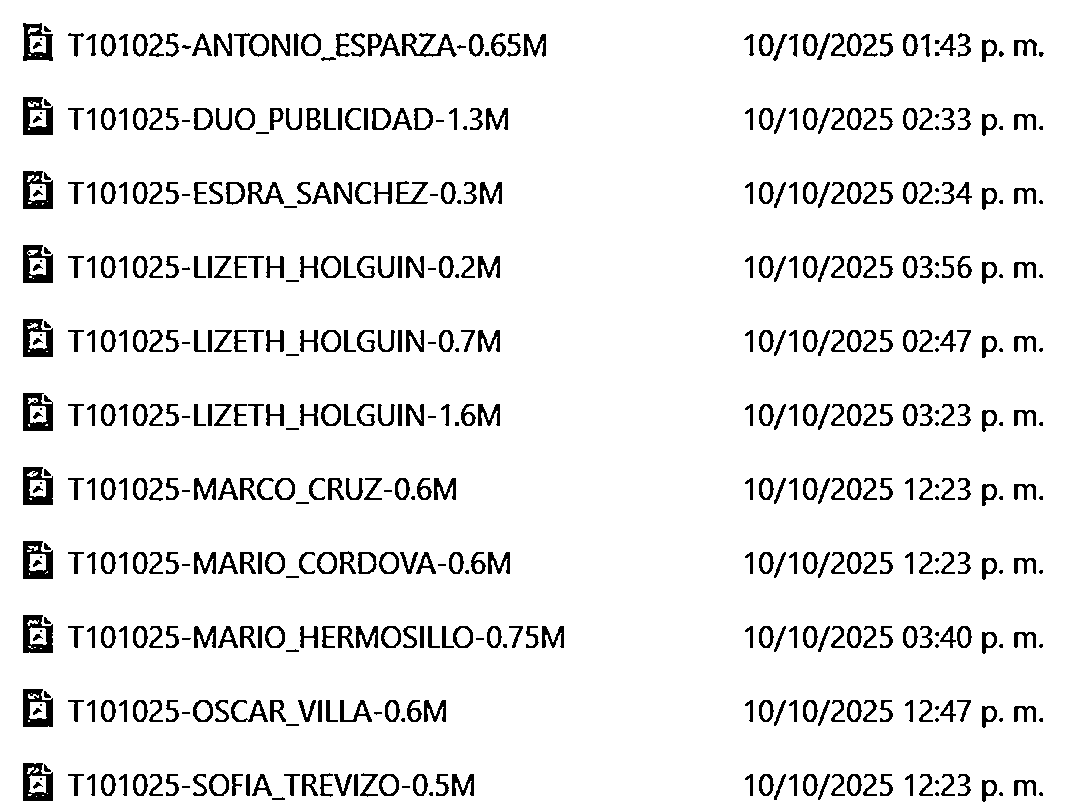 T101025-ANTONIO_ESPARZA-0.65M 10/10/2025 01:43 p. m.
T101025-DUO_PUBLICIDAD-1.3M 10/10/2025 02:33 p. m.
T101025-ESDRA_SANCHEZ-0.3M 10/10/2025 02:34 p. m.
T101025-LIZETH_HOLGUIN-0.2M 10/10/2025 03:56 p. m.
T101025-LIZETH_HOLGUIN-0.7M 10/10/2025 02:47 p. m.
T101025-LIZETH_HOLGUIN-1.6M 10/10/2025 03:23 p. m.
T101025-MARCO_CRUZ-0.6M 10/10/2025 12:23 p. m.
T101025-MARIO_CORDOVA-0.6M 10/10/2025 12:23 p. m.
T101025-MARIO_HERMOSILLO-0.75M 10/10/2025 03:40 p. m.
T101025-OSCAR_VILLA-0.6M 10/10/2025 12:47 p. m.
T101025-SOFIA_TREVIZO-0.5M 10/10/2025 12:23 p. m.